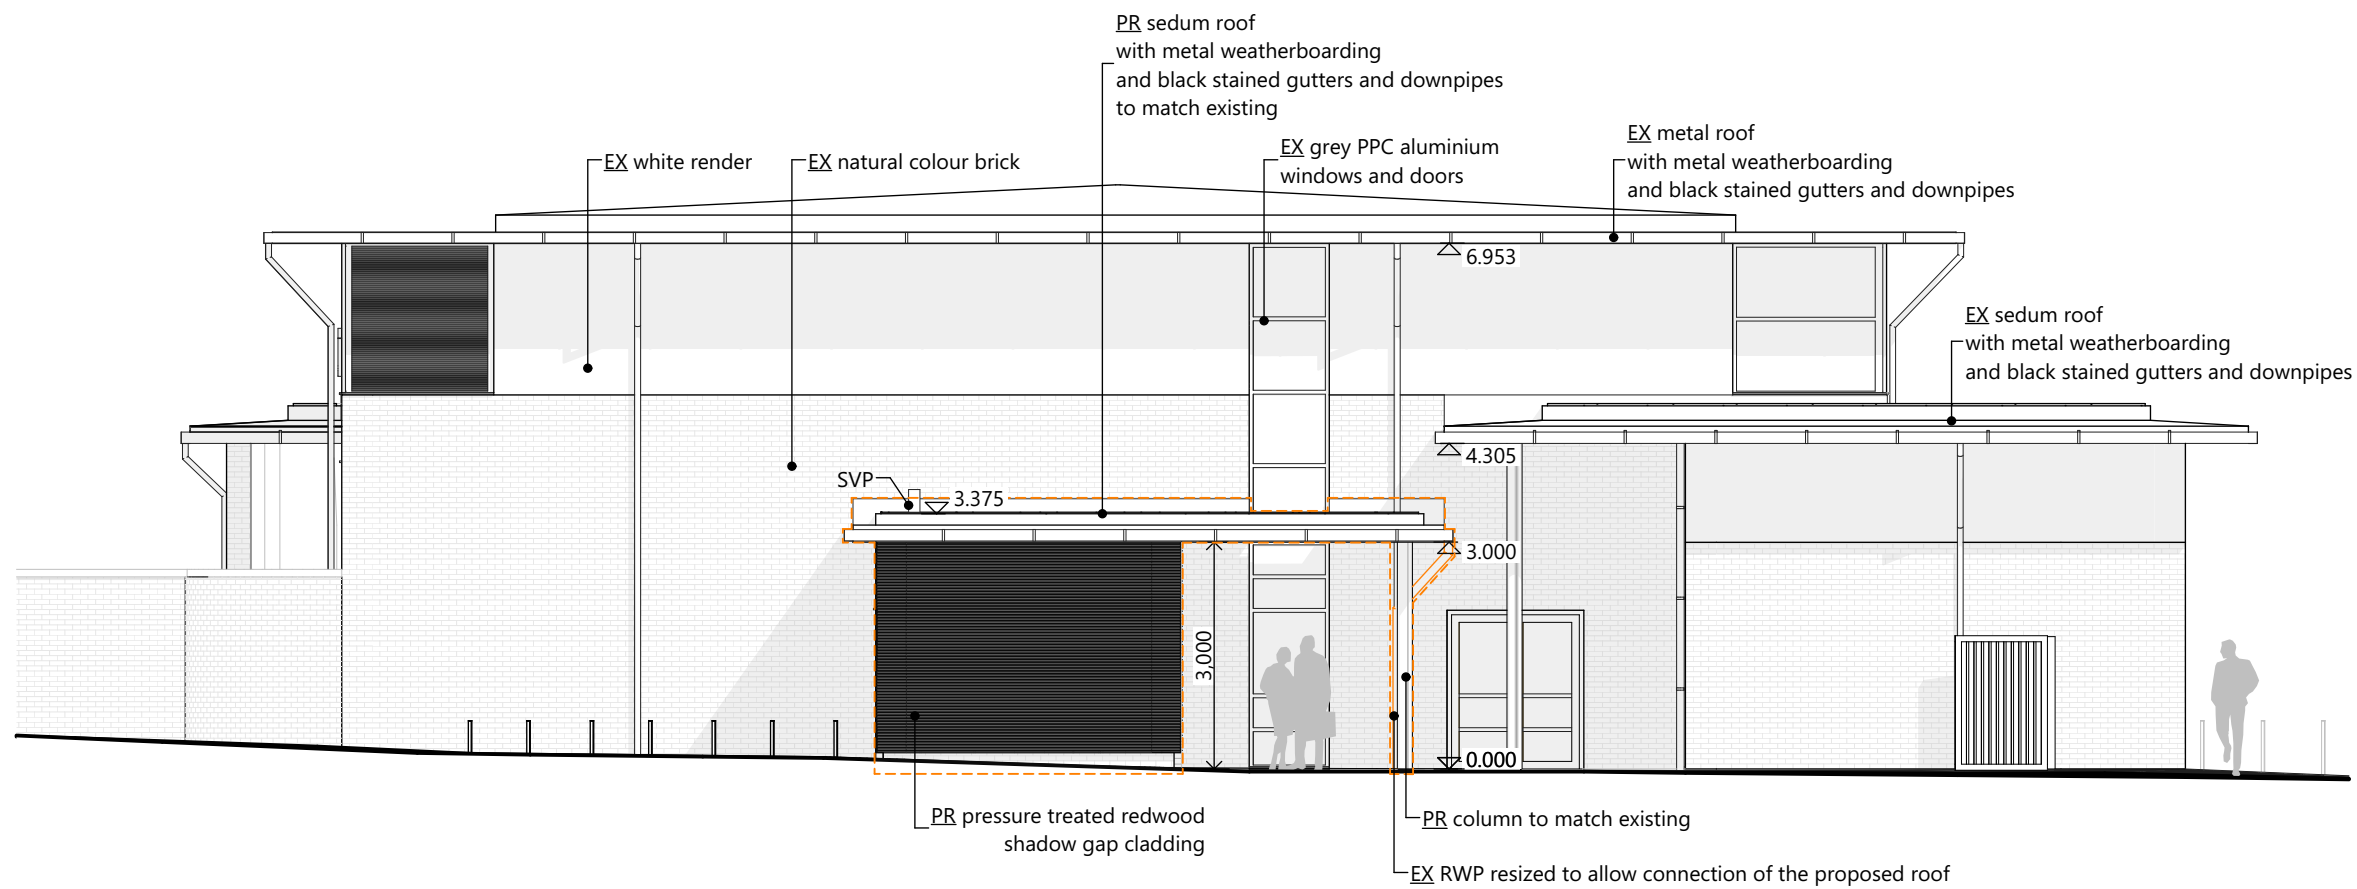 PR sedum roof
with metal weatherboarding
and black stained gutters and downpipes
to match existing
EX white render
EX natural colour brick
EX grey PPC aluminium
windows and doors
EX metal roof
with metal weatherboarding
and black stained gutters and downpipes
6.953
EX sedum roof
with metal weatherboarding
and black stained gutters and downpipes
4.305
SVP
3.375
3.000
3,000
0.000
PR pressure treated redwood
shadow gap cladding
PR column to match existing
EX RWP resized to allow connection of the proposed roof